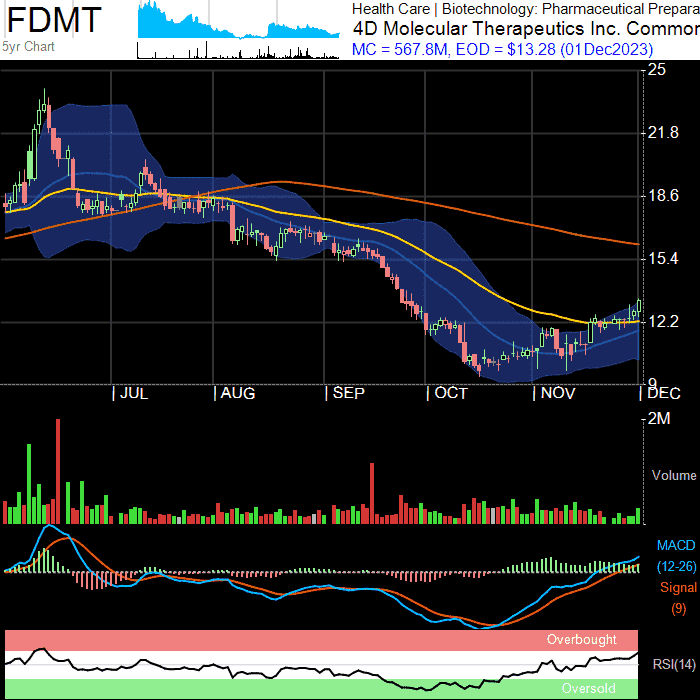 FDMT
5yr Chart
Health Care | Biotechnology: Pharmaceutical Prepara
4D Molecular Therapeutics Inc. Common
MC = 567.8M, EOD = $13.28 (01Dec2023)
25
21.8
18.6
15.4
12.2
9
JUL
AUG
SEP
OCT
NOV
DEC
2M
Volume
MACD
(12-26)
Signal
(9)
Overbought
RSI(14)
Oversold